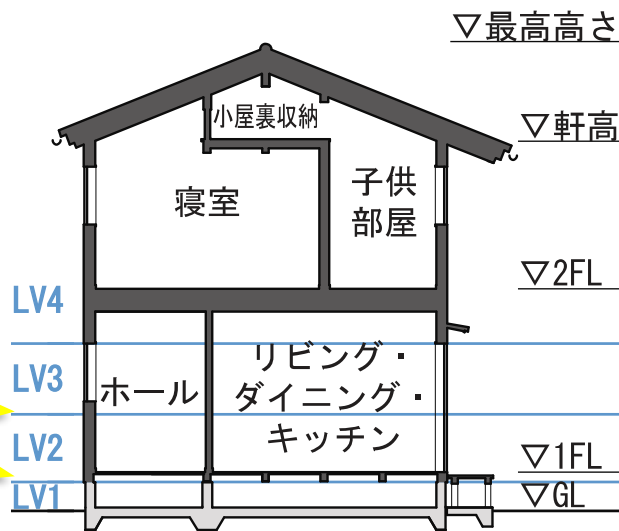 ▽最高高さ
小屋裏収納
▽軒高
寝室
子供
部屋
▽2FL
LV4
リビング・
ダイニング・
キッチン
ホール
LV3
LV2
▽1FL
LV1
▽GL